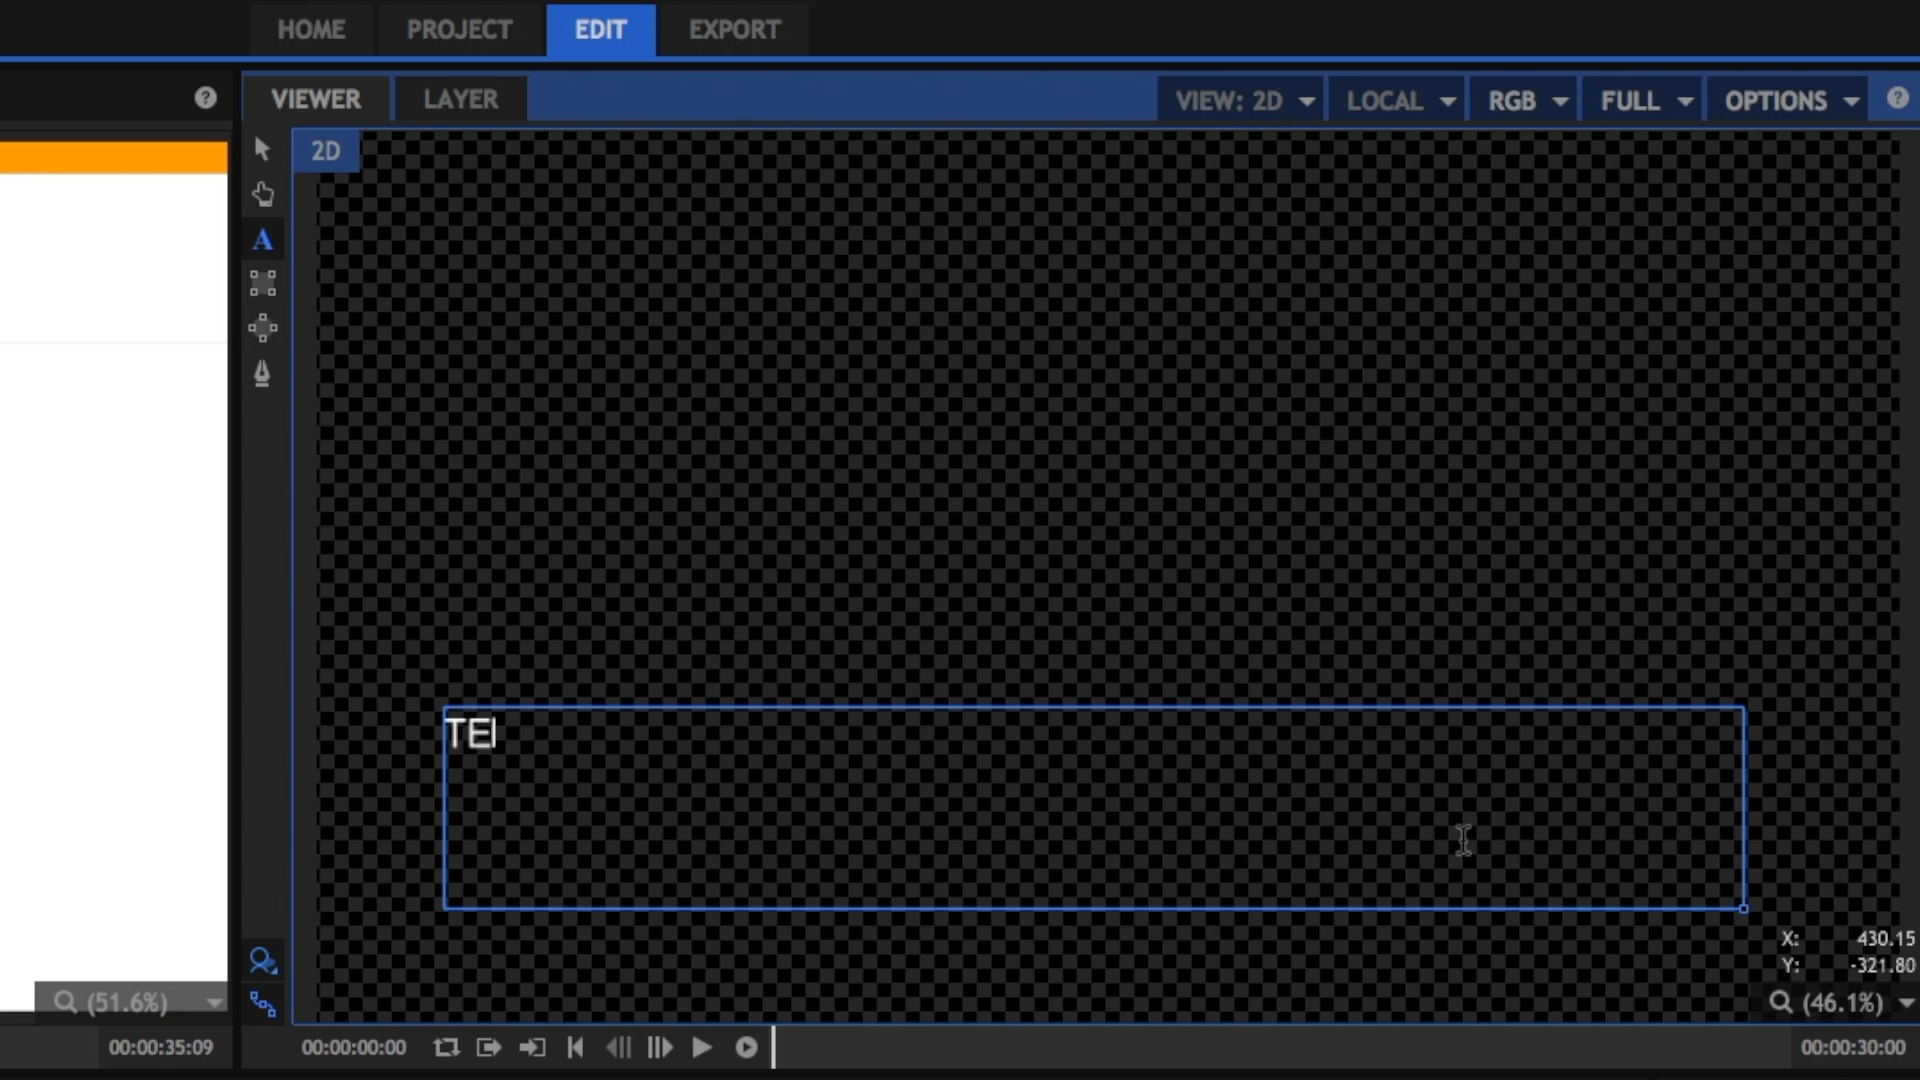 HOME PROJECT EDIT EXPORT
VIEWER LAYER VIEW: 2D LOCAL RGB FULL OPTIONS
2D
A
TE
X: 430.15
Y: -321.80
(51.6%) (46.1%)
00:00:35:09 00:00:00:00 00:00:30:00